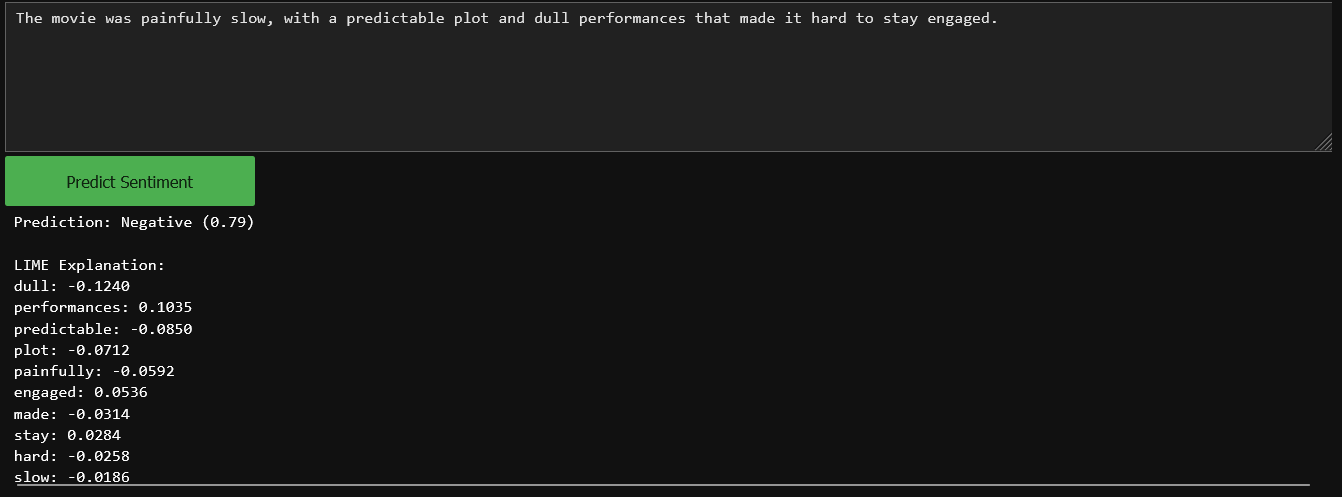 The movie was painfully slow, with a predictable plot and dull performances that made it hard to stay engaged.
Predict Sentiment
Prediction: Negative (0.79)
LIME Explanation:
dull: -0.1240
performances: 0.1035
predictable: -0.0850
plot: -0.0712
painfully: -0.0592
engaged: 0.0536
made: -0.0314
stay: 0.0284
hard: -0.0258
slow: -0.0186